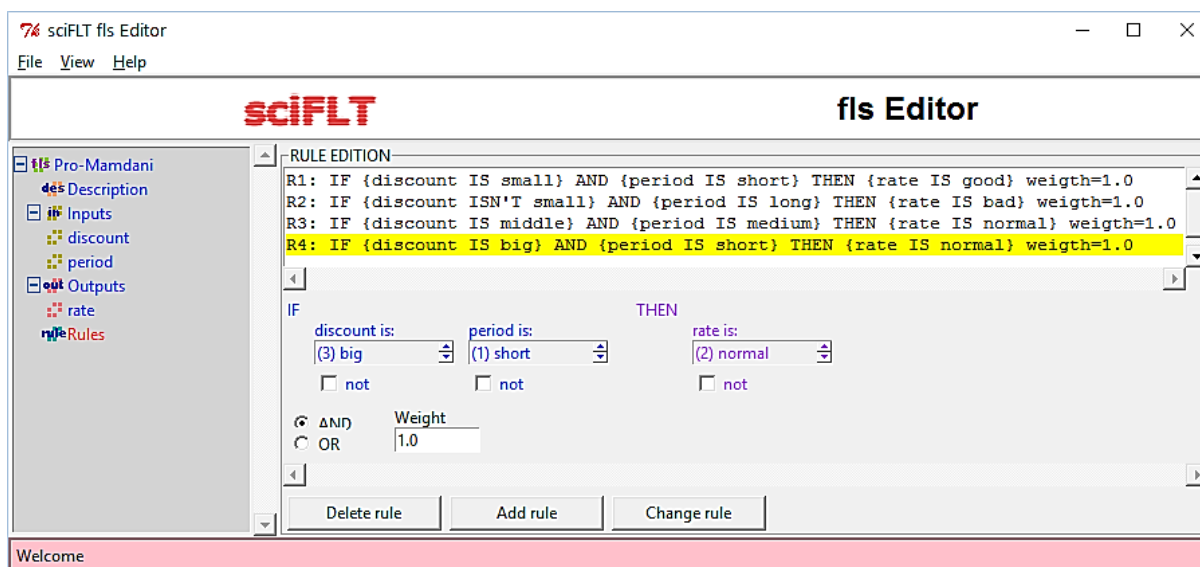 sciFLT fls Editor
File View Help
sciFLT fls Editor
fls Pro-Mamdani
des Description
in Inputs
discount
period
out Outputs
rate
rule Rules
RULE EDITION
R1: IF {discount IS small} AND {period IS short} THEN {rate IS good} weigth=1.0
R2: IF {discount ISN'T small} AND {period IS long} THEN {rate IS bad} weigth=1.0
R3: IF {discount IS middle} AND {period IS medium} THEN {rate IS normal} weigth=1.0
R4: IF {discount IS big} AND {period IS short} THEN {rate IS normal} weigth=1.0
IF THEN
discount is: period is: rate is:
(3) big (1) short (2) normal
not not not
AND Weight
OR 1.0
Delete rule Add rule Change rule
Welcome